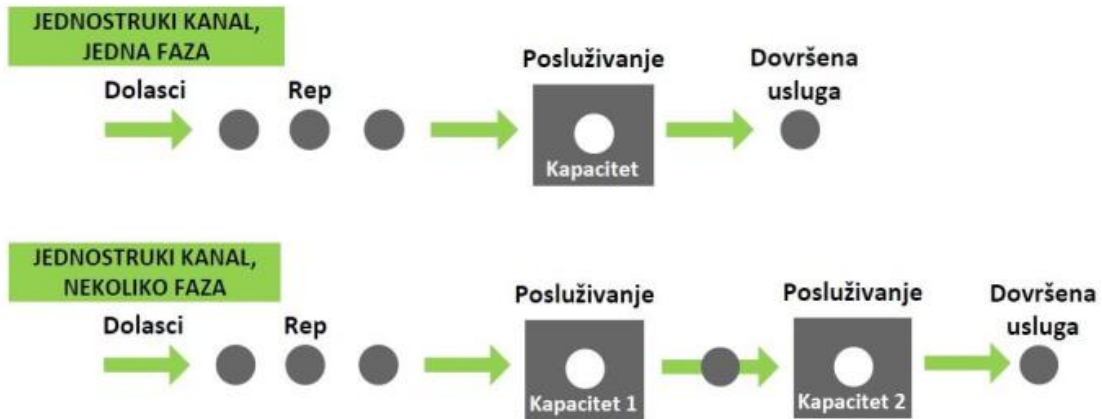 JEDNOSTRUKI KANAL,
JEDNA FAZA
Dolasci
Rep
Posluživanje
Dovršena
usluga
Kapacitet
JEDNOSTRUKI KANAL,
NEKOLIKO FAZA
Dolasci
Rep
Posluživanje
Posluživanje
Dovršena
usluga
Kapacitet 1
Kapacitet 2